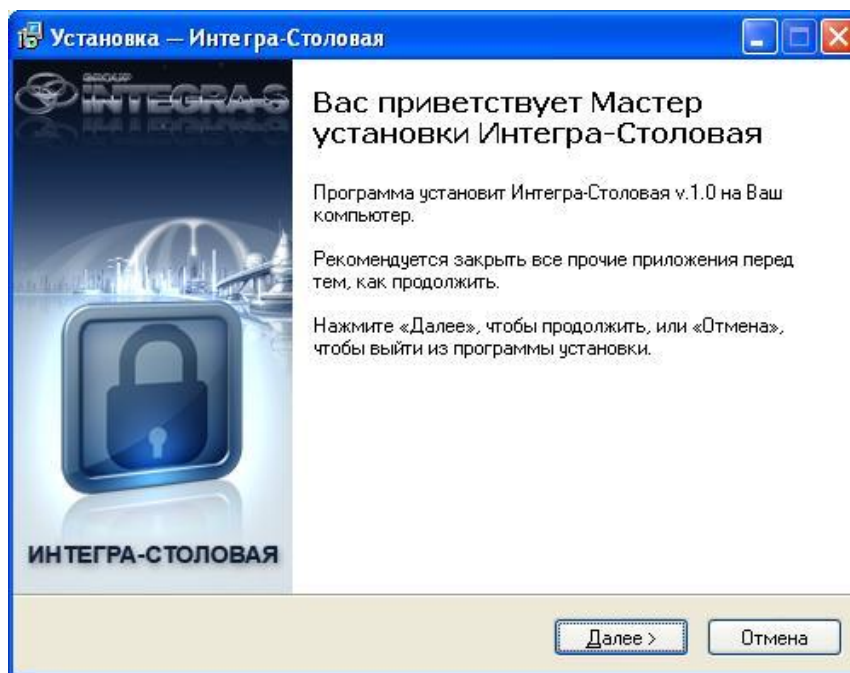 Установка — Интегра-Столовая
GROUP
INTEGRA-S
Вас приветствует Мастер
установки Интегра-Столовая
Программа установит Интегра-Столовая v.1.0 на Ваш
компьютер.
Рекомендуется закрыть все прочие приложения перед
тем, как продолжить.
Нажмите «Далее», чтобы продолжить, или «Отмена»,
чтобы выйти из программы установки.
ИНТЕГРА-СТОЛОВАЯ
Далее >
Отмена